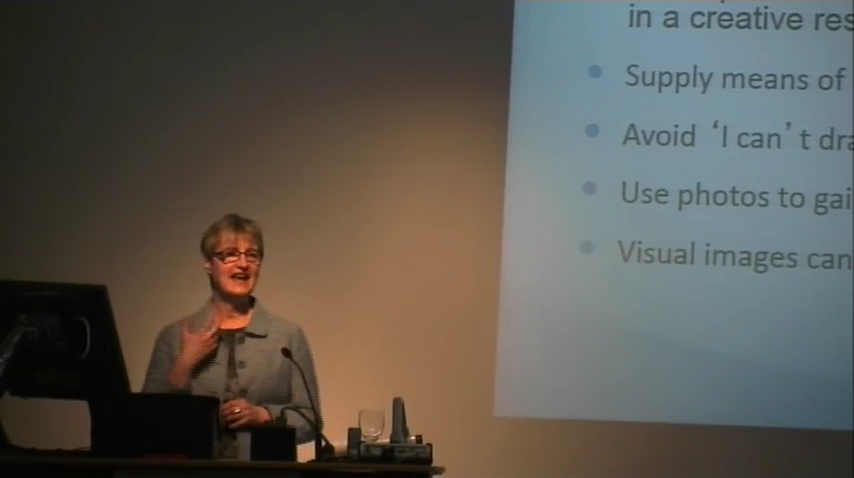 in a creative res
Supply means of
Avoid ‘I can’t dra
Use photos to gai
Visual images can